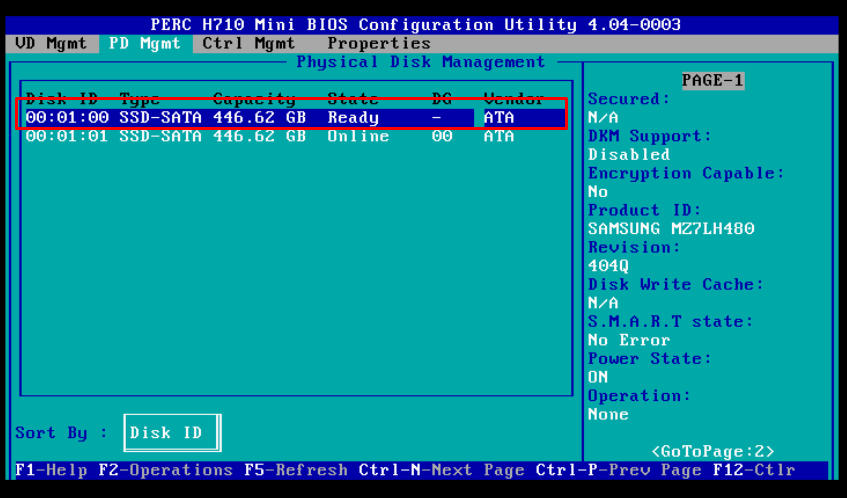 PERC H710 Mini BIOS Configuration Utility 4.04-0003
VD Mgmt PD Mgmt Ctrl Mgmt Properties
Physical Disk Management
Disk ID Type Capacity State DG Vendor
00:01:00 SSD-SATA 446.62 GB Ready - ATA
00:01:01 SSD-SATA 446.62 GB Online 00 ATA
Sort By : Disk ID
PAGE-1
Secured:
N/A
DKM Support:
Disabled
Encryption Capable:
No
Product ID:
SAMSUNG MZ7LH480
Revision:
404Q
Disk Write Cache:
N/A
S.M.A.R.T state:
No Error
Power State:
ON
Operation:
None
<GoToPage:2>
F1-Help F2-Operations F5-Refresh Ctrl-N-Next Page Ctrl-P-Prev Page F12-Ctlr